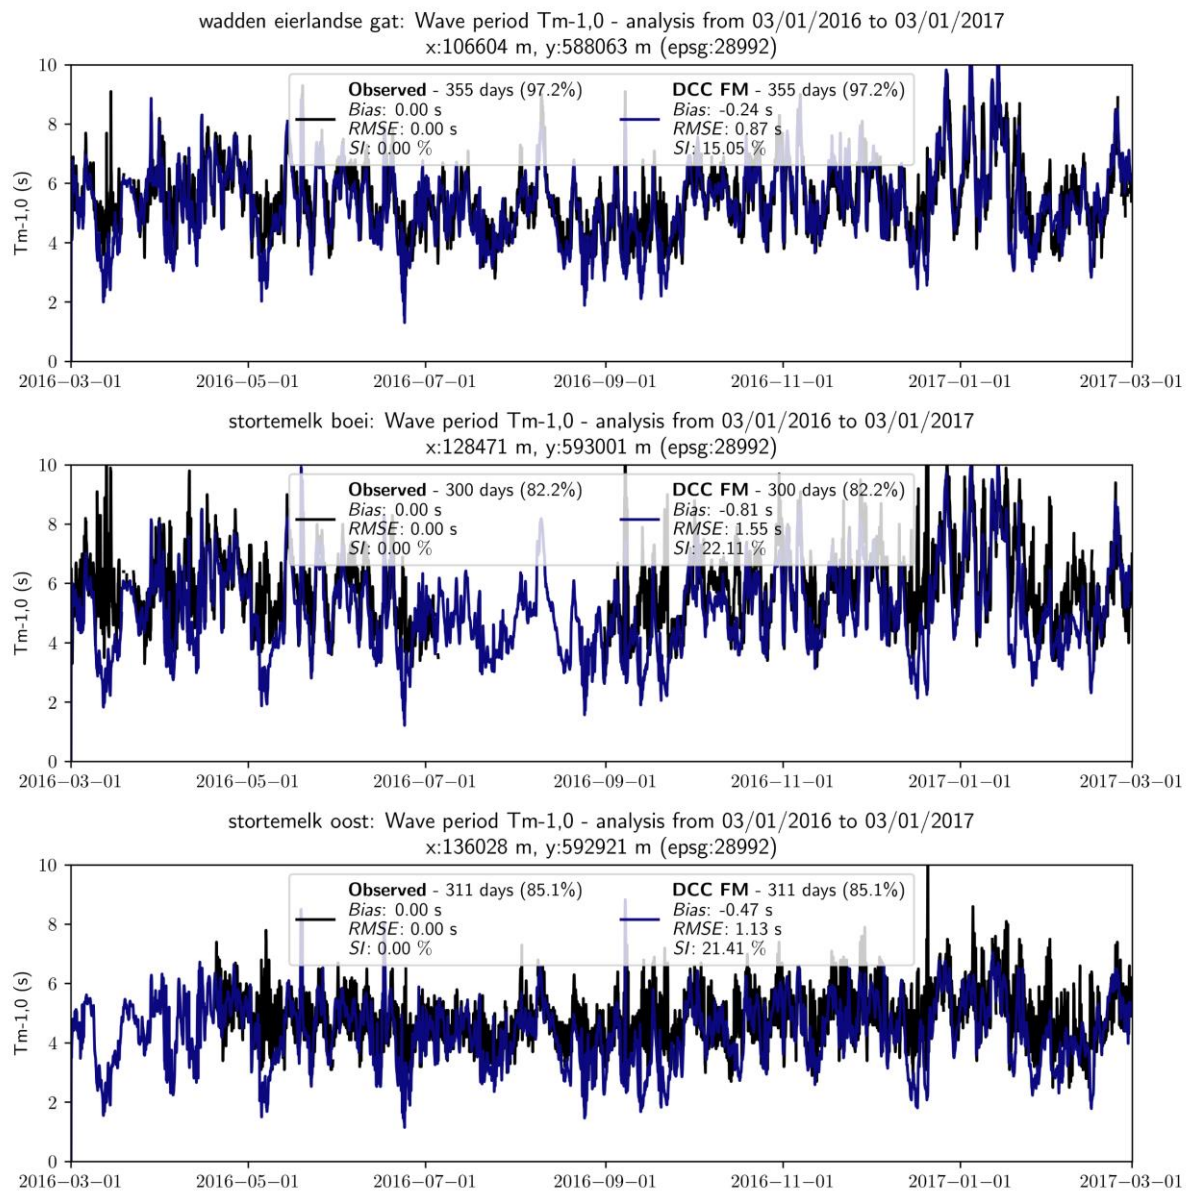 wadden eierlandse gat: Wave period Tm-1,0 - analysis from 03/01/2016 to 03/01/2017
x:106604 m, y:588063 m (epsg:28992)
Tm-1,0 (s)
10
8
6
4
2
0
Observed - 355 days (97.2%)
Bias: 0.00 s
RMSE: 0.00 s
SI: 0.00 %
DCC FM - 355 days (97.2%)
Bias: -0.24 s
RMSE: 0.87 s
SI: 15.05 %
2016-03-01 2016-05-01 2016-07-01 2016-09-01 2016-11-01 2017-01-01 2017-03-01
stortemelk boei: Wave period Tm-1,0 - analysis from 03/01/2016 to 03/01/2017
x:128471 m, y:593001 m (epsg:28992)
Tm-1,0 (s)
10
8
6
4
2
0
Observed - 300 days (82.2%)
Bias: 0.00 s
RMSE: 0.00 s
SI: 0.00 %
DCC FM - 300 days (82.2%)
Bias: -0.81 s
RMSE: 1.55 s
SI: 22.11 %
2016-03-01 2016-05-01 2016-07-01 2016-09-01 2016-11-01 2017-01-01 2017-03-01
stortemelk oost: Wave period Tm-1,0 - analysis from 03/01/2016 to 03/01/2017
x:136028 m, y:592921 m (epsg:28992)
Tm-1,0 (s)
10
8
6
4
2
0
Observed - 311 days (85.1%)
Bias: 0.00 s
RMSE: 0.00 s
SI: 0.00 %
DCC FM - 311 days (85.1%)
Bias: -0.47 s
RMSE: 1.13 s
SI: 21.41 %
2016-03-01 2016-05-01 2016-07-01 2016-09-01 2016-11-01 2017-01-01 2017-03-01